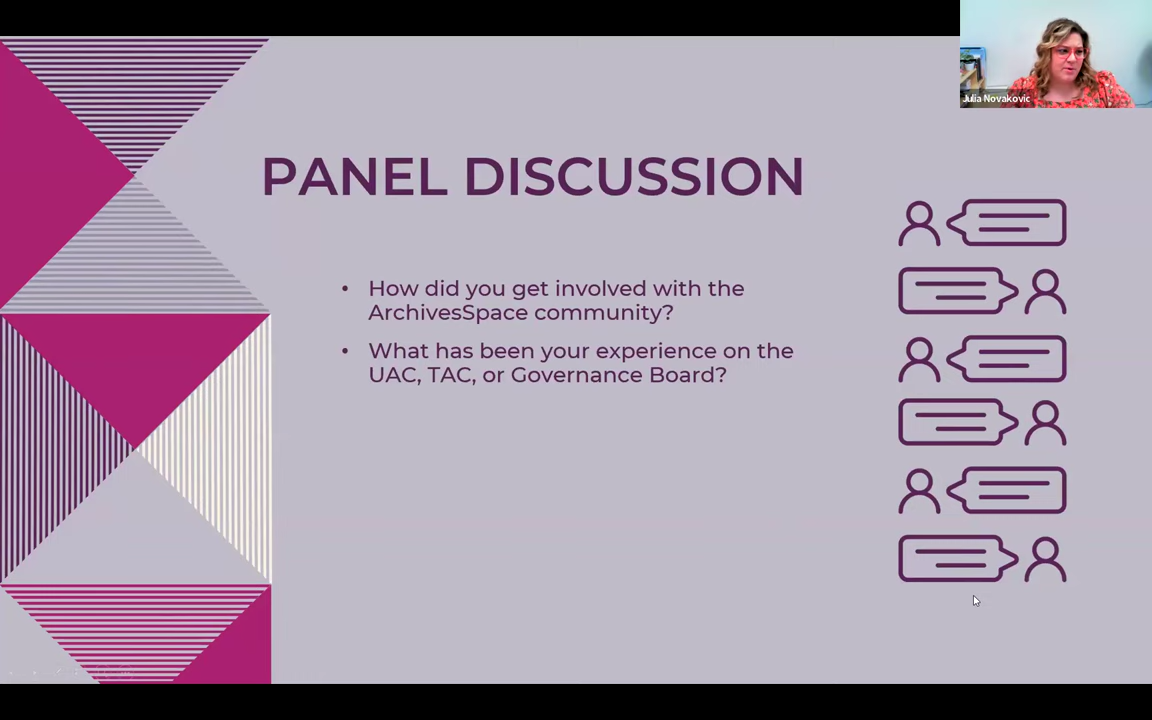 Julia Novakovic
PANEL DISCUSSION
• How did you get involved with the
ArchivesSpace community?
• What has been your experience on the
UAC, TAC, or Governance Board?